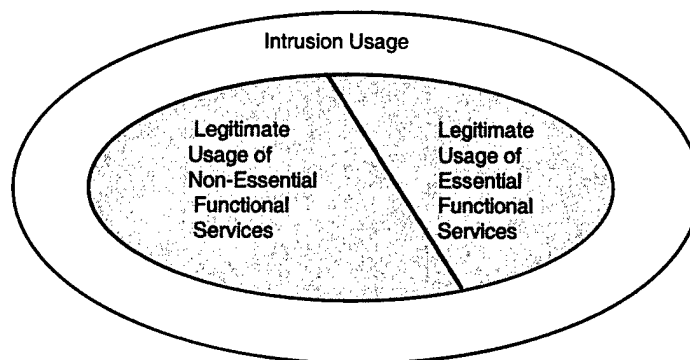 Intrusion Usage
Legitimate
Usage of
Non-Essential
Functional
Services
Legitimate
Usage of
Essential
Functional
Services